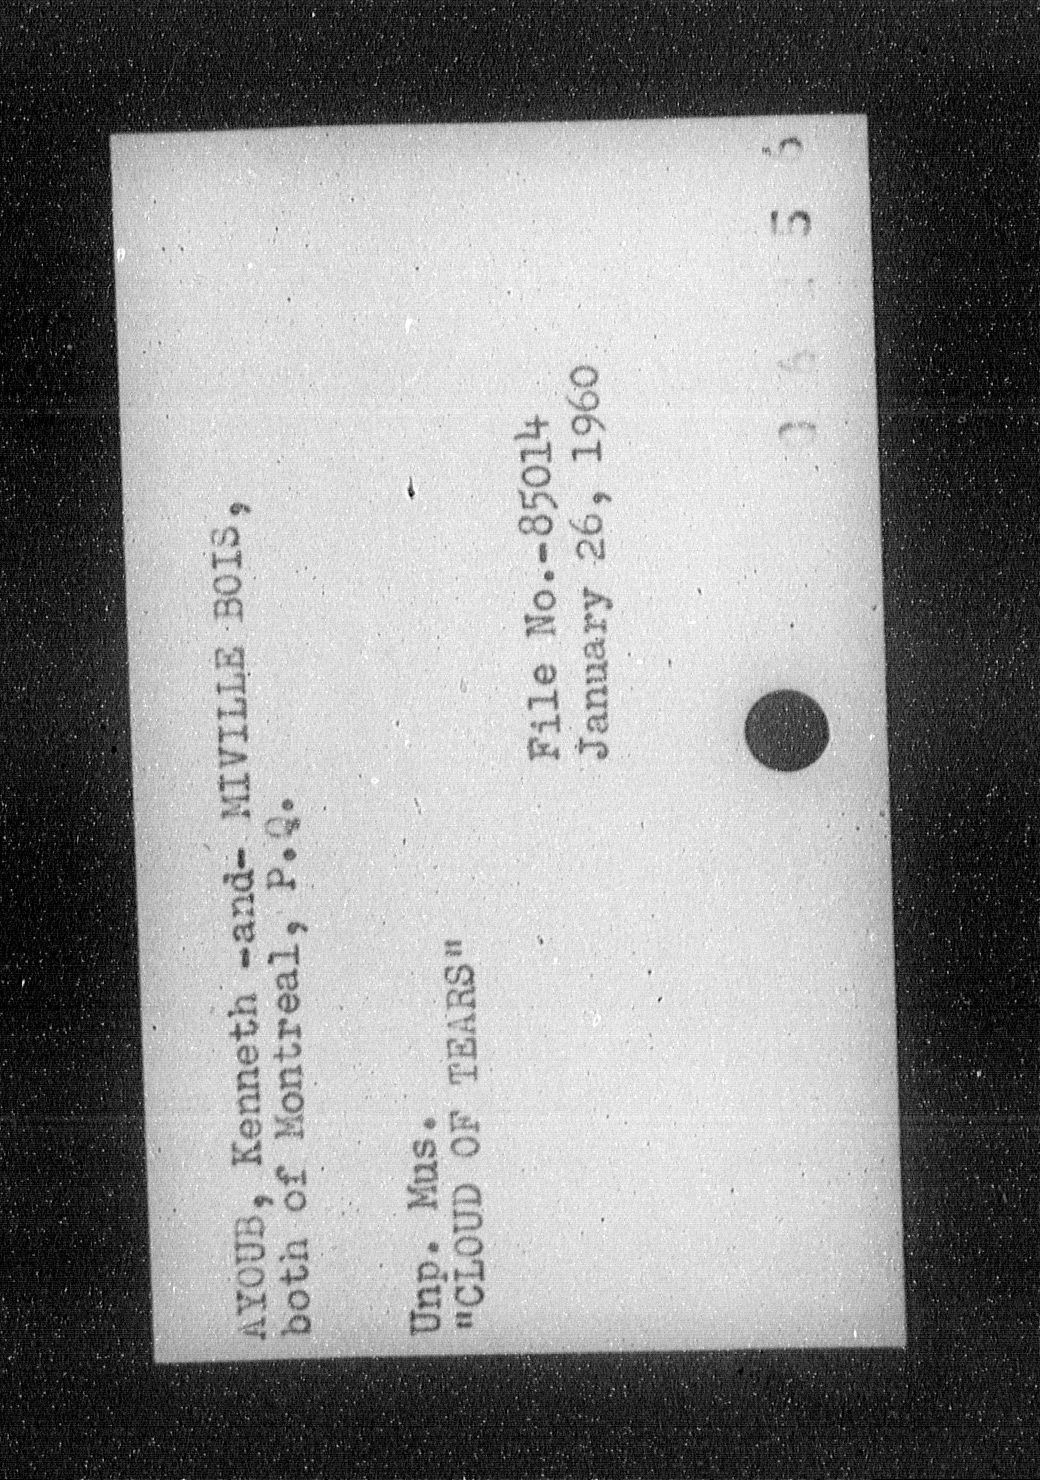 AYOUB, Kenneth -and- MIVILLE BOIS,
both of Montreal, P.Q.
Unp. Mus.
"CLOUD OF TEARS"
File No.-85014
January 26, 1960